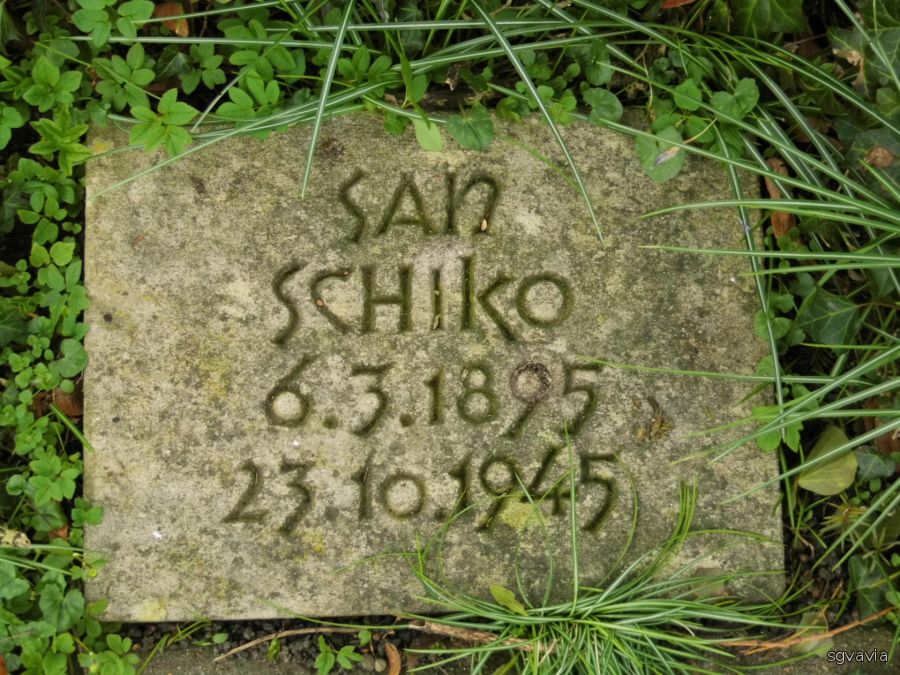 SAN
SCHIKO
6.3.1895
23.10.1945
sgvavia